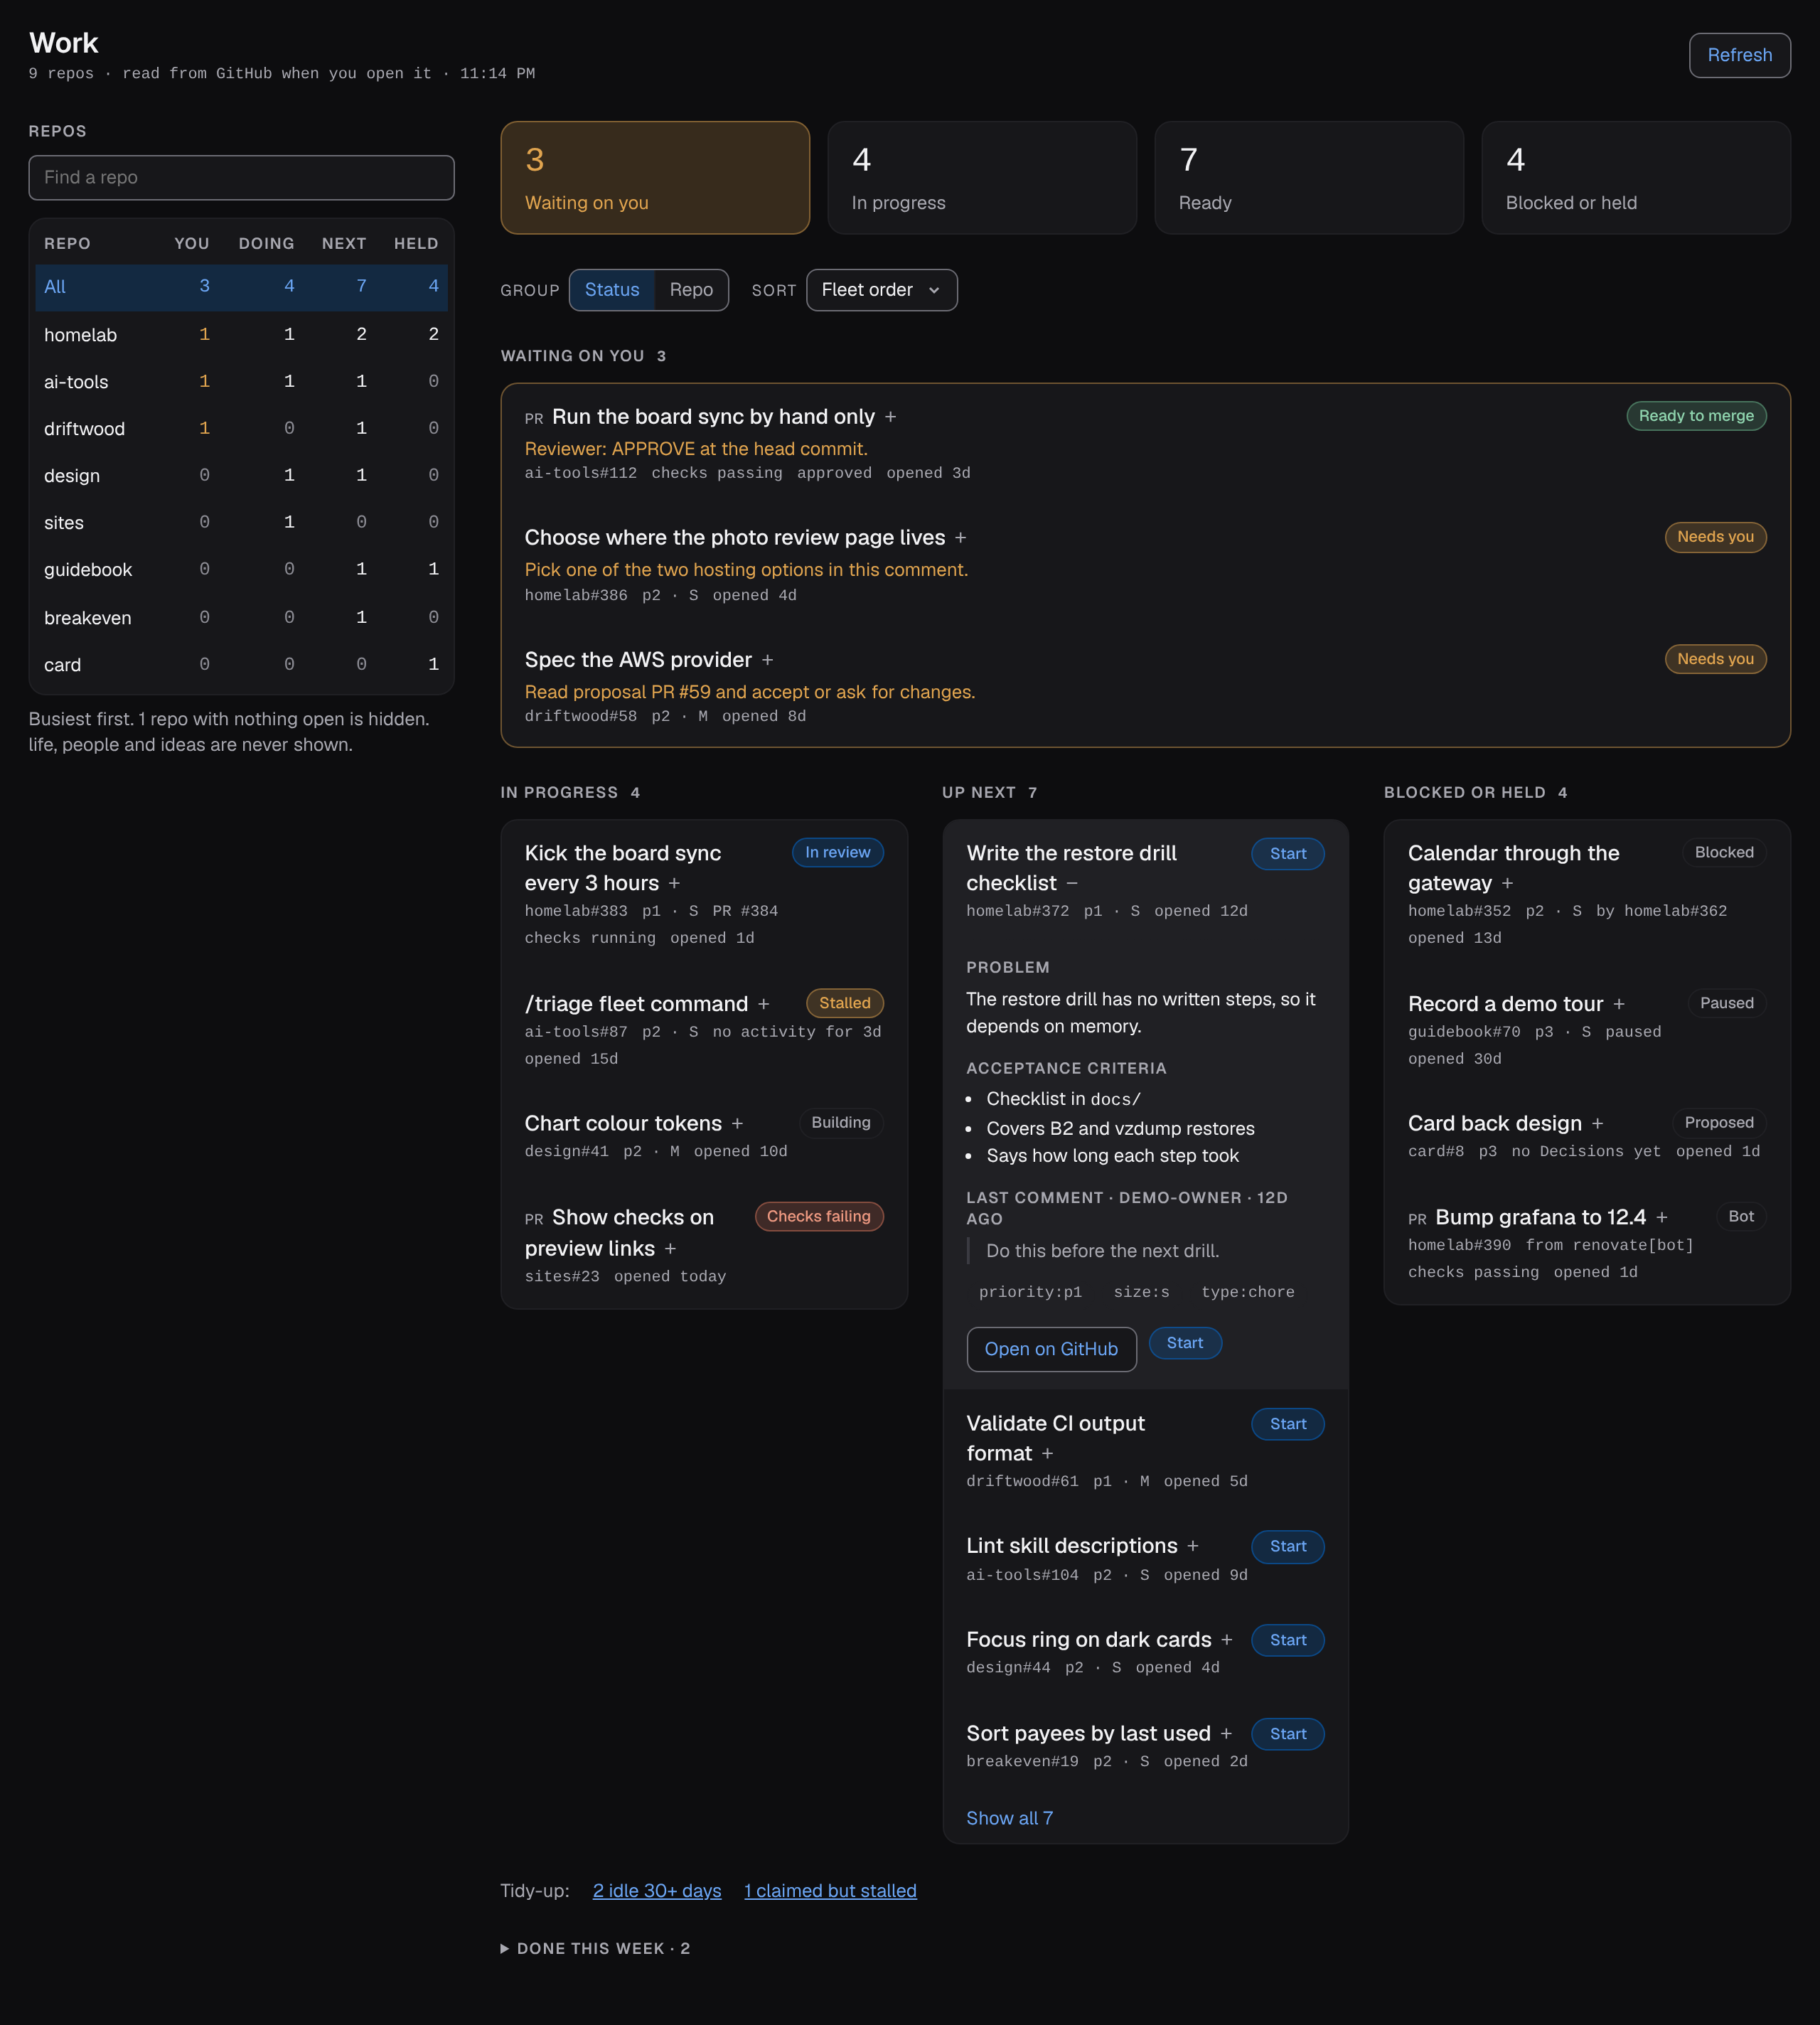 Work
9 repos · read from GitHub when you open it · 11:14 PM
Refresh
REPOS
Find a repo
REPO YOU DOING NEXT HELD
All 3 4 7 4
homelab 1 1 2 2
ai-tools 1 1 1 0
driftwood 1 0 1 0
design 0 1 1 0
sites 0 1 0 0
guidebook 0 0 1 1
breakeven 0 0 1 0
card 0 0 0 1
Busiest first. 1 repo with nothing open is hidden.
life, people and ideas are never shown.
3
Waiting on you
4
In progress
7
Ready
4
Blocked or held
GROUP Status Repo SORT Fleet order
WAITING ON YOU 3
PR Run the board sync by hand only + Ready to merge
Reviewer: APPROVE at the head commit.
ai-tools#112 checks passing approved opened 3d
Choose where the photo review page lives + Needs you
Pick one of the two hosting options in this comment.
homelab#386 p2 · S opened 4d
Spec the AWS provider + Needs you
Read proposal PR #59 and accept or ask for changes.
driftwood#58 p2 · M opened 8d
IN PROGRESS 4
Kick the board sync In review
every 3 hours +
homelab#383 p1 · S PR #384
checks running opened 1d
/triage fleet command + Stalled
ai-tools#87 p2 · S no activity for 3d
opened 15d
Chart colour tokens + Building
design#41 p2 · M opened 10d
PR Show checks on Checks failing
preview links +
sites#23 opened today
UP NEXT 7
Write the restore drill Start
checklist −
homelab#372 p1 · S opened 12d
PROBLEM
The restore drill has no written steps, so it
depends on memory.
ACCEPTANCE CRITERIA
• Checklist in docs/
• Covers B2 and vzdump restores
• Says how long each step took
LAST COMMENT · DEMO-OWNER · 12D
AGO
Do this before the next drill.
priority:p1 size:s type:chore
Open on GitHub Start
Validate CI output Start
format +
driftwood#61 p1 · M opened 5d
Lint skill descriptions + Start
ai-tools#104 p2 · S opened 9d
Focus ring on dark cards + Start
design#44 p2 · S opened 4d
Sort payees by last used + Start
breakeven#19 p2 · S opened 2d
Show all 7
BLOCKED OR HELD 4
Calendar through the Blocked
gateway +
homelab#352 p2 · S by homelab#362
opened 13d
Record a demo tour + Paused
guidebook#70 p3 · S paused
opened 30d
Card back design + Proposed
card#8 p3 no Decisions yet opened 1d
PR Bump grafana to 12.4 + Bot
homelab#390 from renovate[bot]
checks passing opened 1d
Tidy-up: 2 idle 30+ days 1 claimed but stalled
▶ DONE THIS WEEK · 2